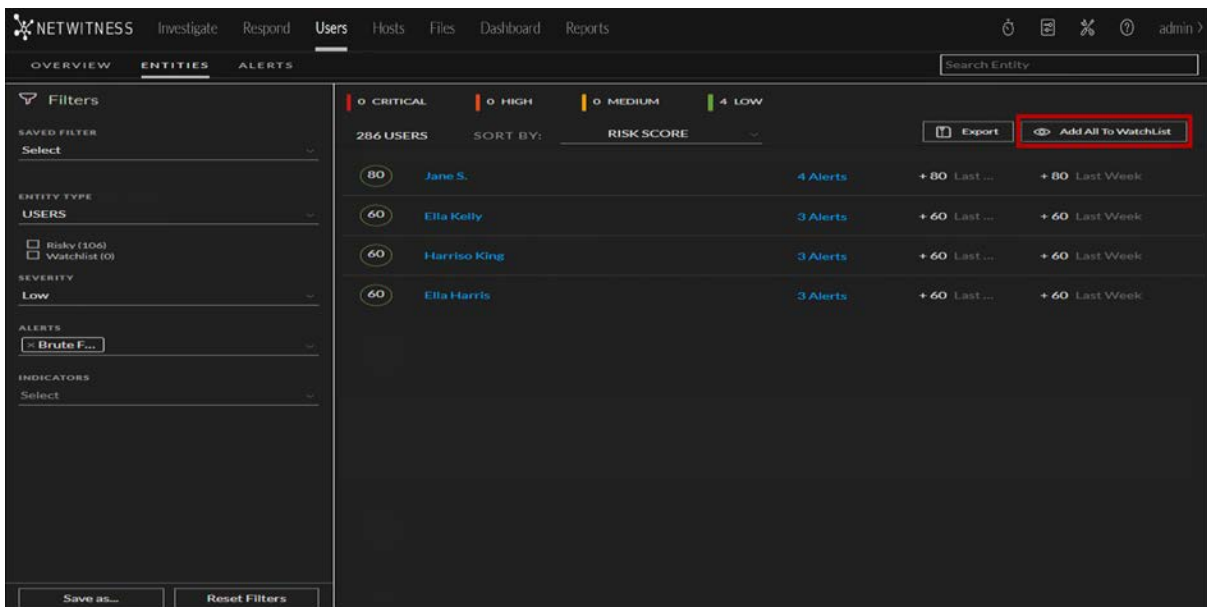 NETWITNESS Investigate Respond Users Hosts Files Dashboard Reports admin >
OVERVIEW ENTITIES ALERTS Search Entity
Filters
SAVED FILTER
Select
ENTITY TYPE
USERS
Risky (106)
Watchlist (0)
SEVERITY
Low
ALERTS
× Brute F...
INDICATORS
Select
Save as... Reset Filters
0 CRITICAL 0 HIGH 0 MEDIUM 4 LOW
286 USERS SORT BY: RISK SCORE Export Add All To WatchList
80 Jane S. 4 Alerts + 80 Last ... + 80 Last Week
60 Ella Kelly 3 Alerts + 60 Last ... + 60 Last Week
60 Harriso King 3 Alerts + 60 Last ... + 60 Last Week
60 Ella Harris 3 Alerts + 60 Last ... + 60 Last Week